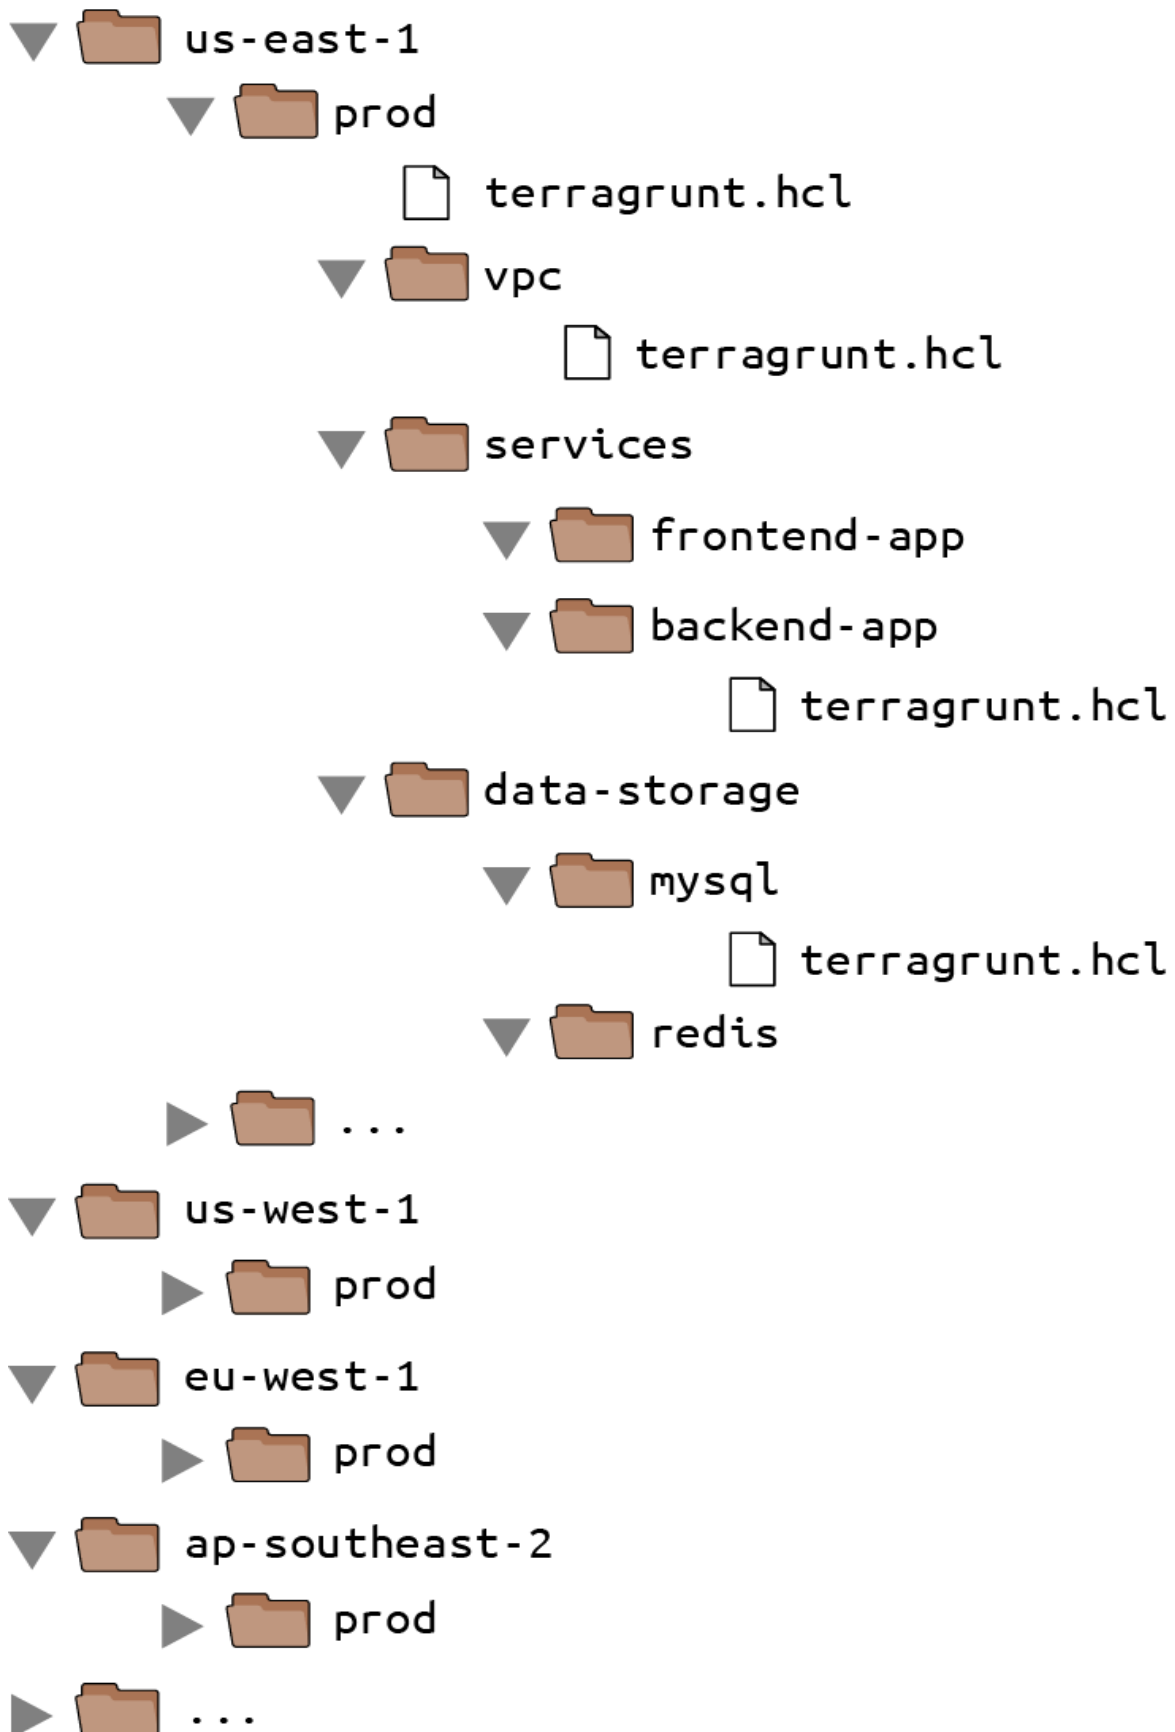 us-east-1
prod
terragrunt.hcl
vpc
terragrunt.hcl
services
frontend-app
backend-app
terragrunt.hcl
data-storage
mysql
terragrunt.hcl
redis
...
us-west-1
prod
eu-west-1
prod
ap-southeast-2
prod
...